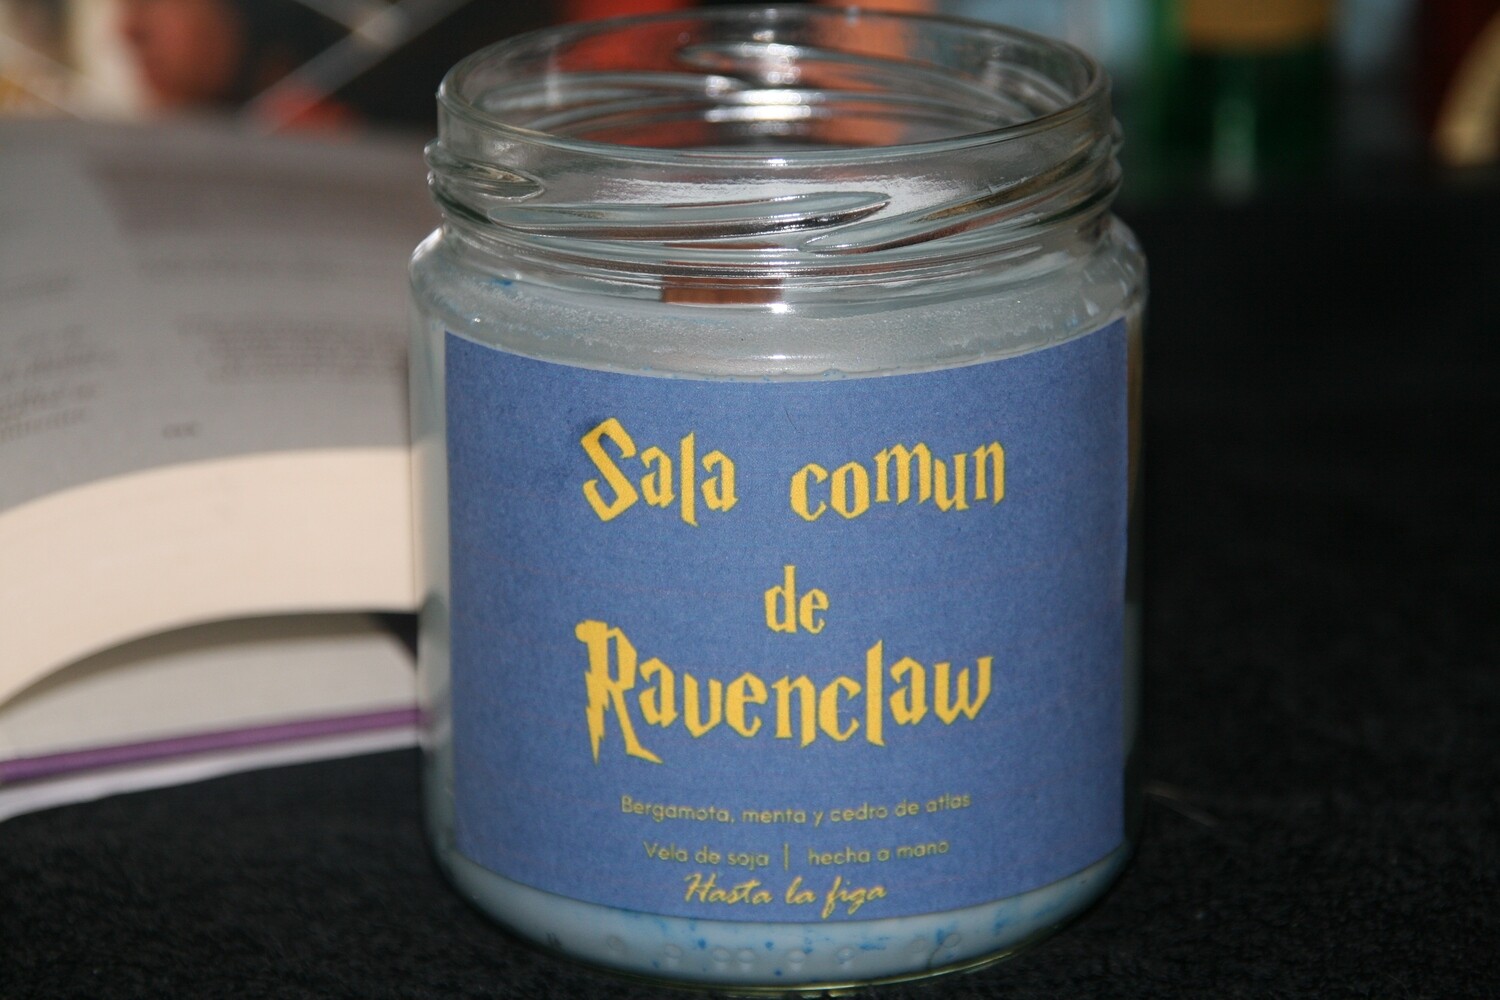 Sala comun
de
Ravenclaw
Bergamota, menta y cedro de atlas
Vela de soja | hecha a mano
Hasta la figa